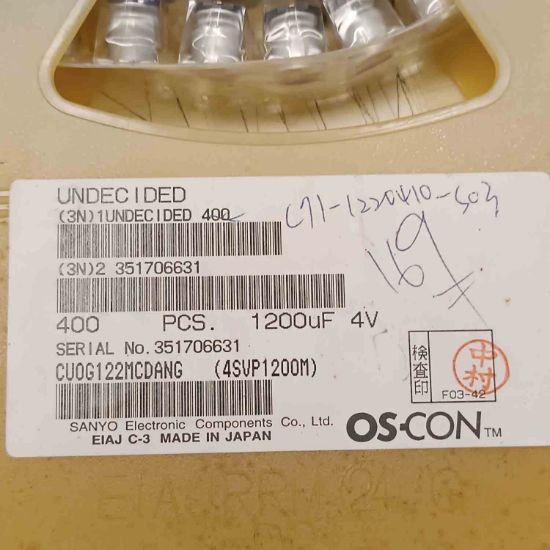 UNDECIDED
(3N)1UNDECIDED 400
C71-1220410-503
169
(3N)2 351706631
400 PCS. 1200uF 4V
SERIAL No.351706631
CU0G122MCDANG (4SVP1200M)
検査印
中村
F03-42
SANYO Electronic Components Co., Ltd.
EIAJ C-3 MADE IN JAPAN
OS-CON TM